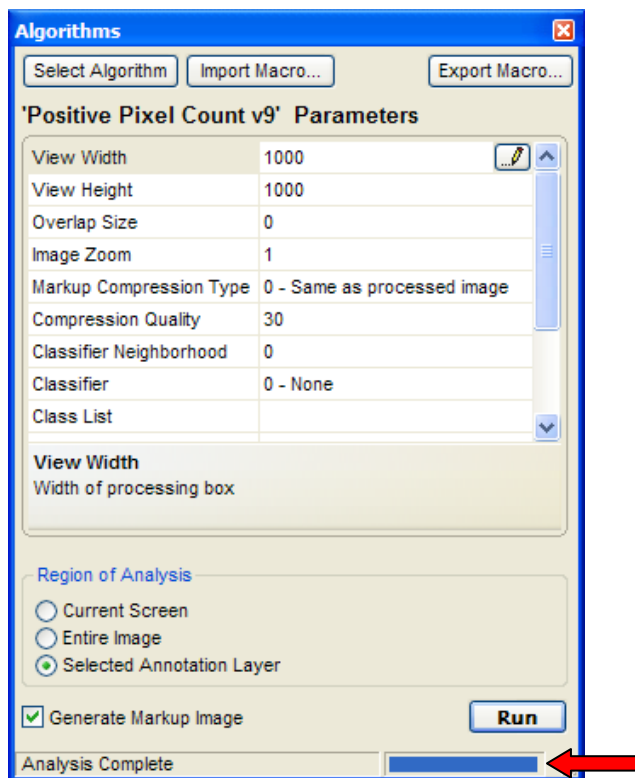 Algorithms
Select Algorithm Import Macro... Export Macro...
'Positive Pixel Count v9' Parameters
View Width 1000 ...
View Height 1000
Overlap Size 0
Image Zoom 1
Markup Compression Type 0 - Same as processed image
Compression Quality 30
Classifier Neighborhood 0
Classifier 0 - None
Class List
View Width
Width of processing box
Region of Analysis
Current Screen
Entire Image
Selected Annotation Layer
Generate Markup Image Run
Analysis Complete